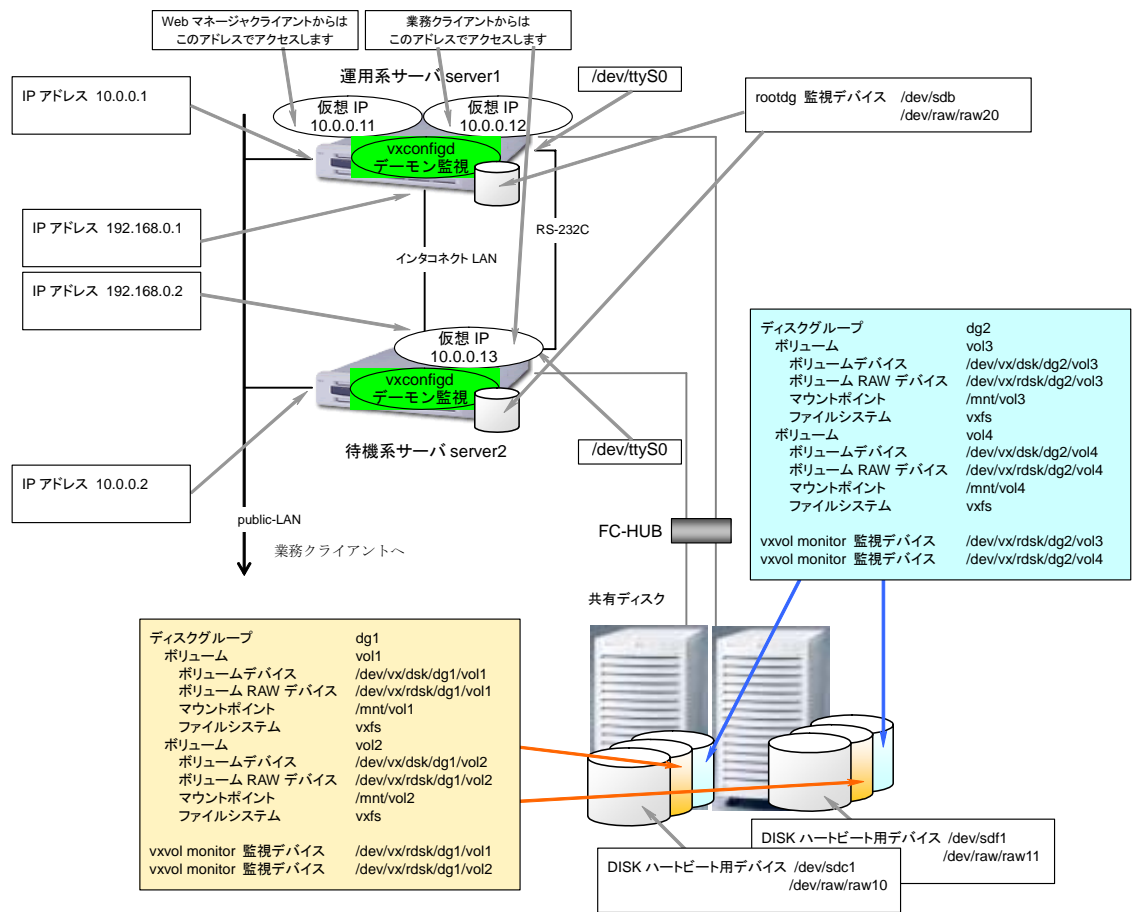 Web マネージャクライアントからは
このアドレスでアクセスします
業務クライアントからは
このアドレスでアクセスします
運用系サーバ server1
/dev/ttyS0
IP アドレス 10.0.0.1
仮想 IP
10.0.0.11
仮想 IP
10.0.0.12
rootdg 監視デバイス /dev/sdb
/dev/raw/raw20
vxconfigd
デーモン監視
IP アドレス 192.168.0.1
RS-232C
インタコネクト LAN
IP アドレス 192.168.0.2
仮想 IP
10.0.0.13
vxconfigd
デーモン監視
待機系サーバ server2
/dev/ttyS0
IP アドレス 10.0.0.2
public-LAN
業務クライアントへ
FC-HUB
ディスクグループ dg2
ボリューム vol3
ボリュームデバイス /dev/vx/dsk/dg2/vol3
ボリューム RAW デバイス /dev/vx/rdsk/dg2/vol3
マウントポイント /mnt/vol3
ファイルシステム vxfs
ボリューム vol4
ボリュームデバイス /dev/vx/dsk/dg2/vol4
ボリューム RAW デバイス /dev/vx/rdsk/dg2/vol4
マウントポイント /mnt/vol4
ファイルシステム vxfs
vxvol monitor 監視デバイス /dev/vx/rdsk/dg2/vol3
vxvol monitor 監視デバイス /dev/vx/rdsk/dg2/vol4
共有ディスク
ディスクグループ dg1
ボリューム vol1
ボリュームデバイス /dev/vx/dsk/dg1/vol1
ボリューム RAW デバイス /dev/vx/rdsk/dg1/vol1
マウントポイント /mnt/vol1
ファイルシステム vxfs
ボリューム vol2
ボリュームデバイス /dev/vx/dsk/dg1/vol2
ボリューム RAW デバイス /dev/vx/rdsk/dg1/vol2
マウントポイント /mnt/vol2
ファイルシステム vxfs
vxvol monitor 監視デバイス /dev/vx/rdsk/dg1/vol1
vxvol monitor 監視デバイス /dev/vx/rdsk/dg1/vol2
DISK ハートビート用デバイス /dev/sdf1
/dev/raw/raw11
DISK ハートビート用デバイス /dev/sdc1
/dev/raw/raw10